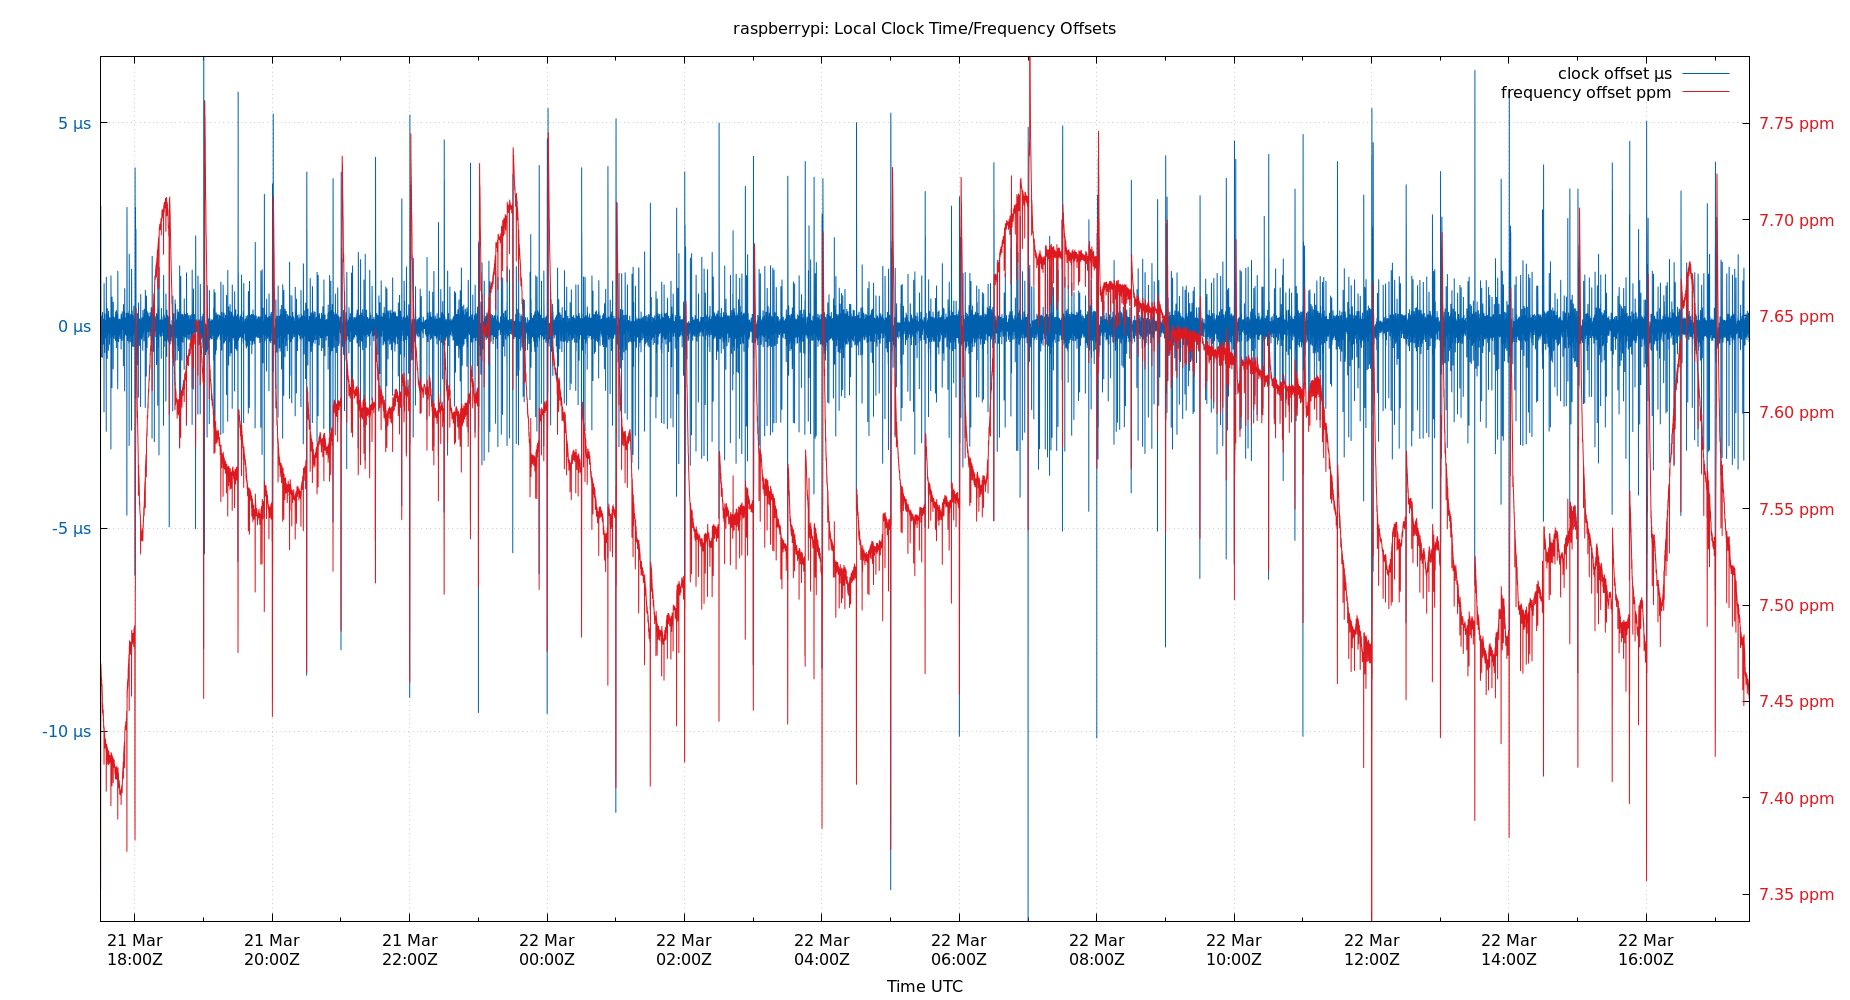 raspberrypi: Local Clock Time/Frequency Offsets
clock offset µs
frequency offset ppm
5 µs
0 µs
-5 µs
-10 µs
7.75 ppm
7.70 ppm
7.65 ppm
7.60 ppm
7.55 ppm
7.50 ppm
7.45 ppm
7.40 ppm
7.35 ppm
21 Mar 21 Mar 21 Mar 22 Mar 22 Mar 22 Mar 22 Mar 22 Mar 22 Mar 22 Mar 22 Mar 22 Mar
18:00Z 20:00Z 22:00Z 00:00Z 02:00Z 04:00Z 06:00Z 08:00Z 10:00Z 12:00Z 14:00Z 16:00Z
Time UTC